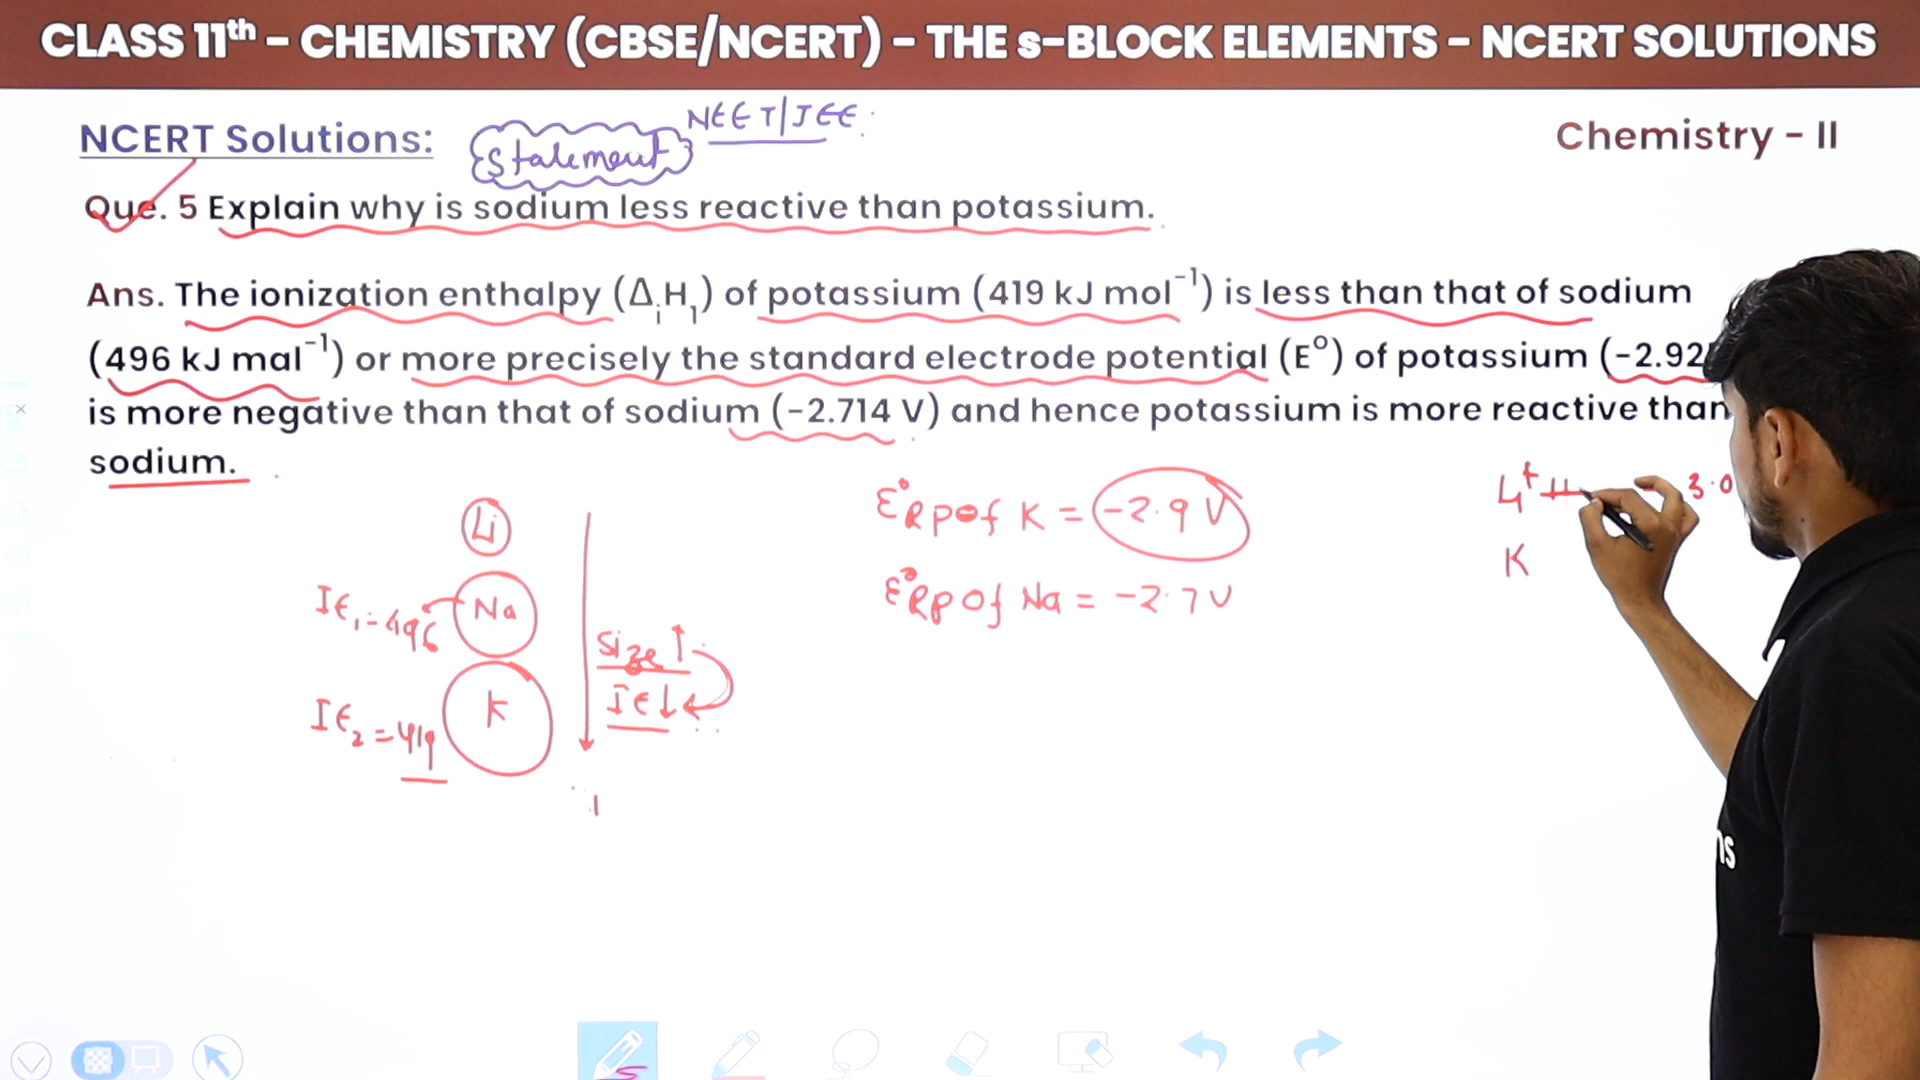 CLASS 11th – CHEMISTRY (CBSE/NCERT) – THE s-BLOCK ELEMENTS – NCERT SOLUTIONS
NCERT Solutions:
Statement
NEET/JEE
Chemistry - II
Que. 5 Explain why is sodium less reactive than potassium.
Ans. The ionization enthalpy (ΔiH1) of potassium (419 kJ mol⁻¹) is less than that of sodium
(496 kJ mal⁻¹) or more precisely the standard electrode potential (E°) of potassium (-2.92
is more negative than that of sodium (-2.714 V) and hence potassium is more reactive than
sodium.
Li
IE1 = 496
Na
IE2 = 419
K
Size ↑
IE ↓
E°RP of K = -2.9 V
E°RP of Na = -2.7 V
3.0
K